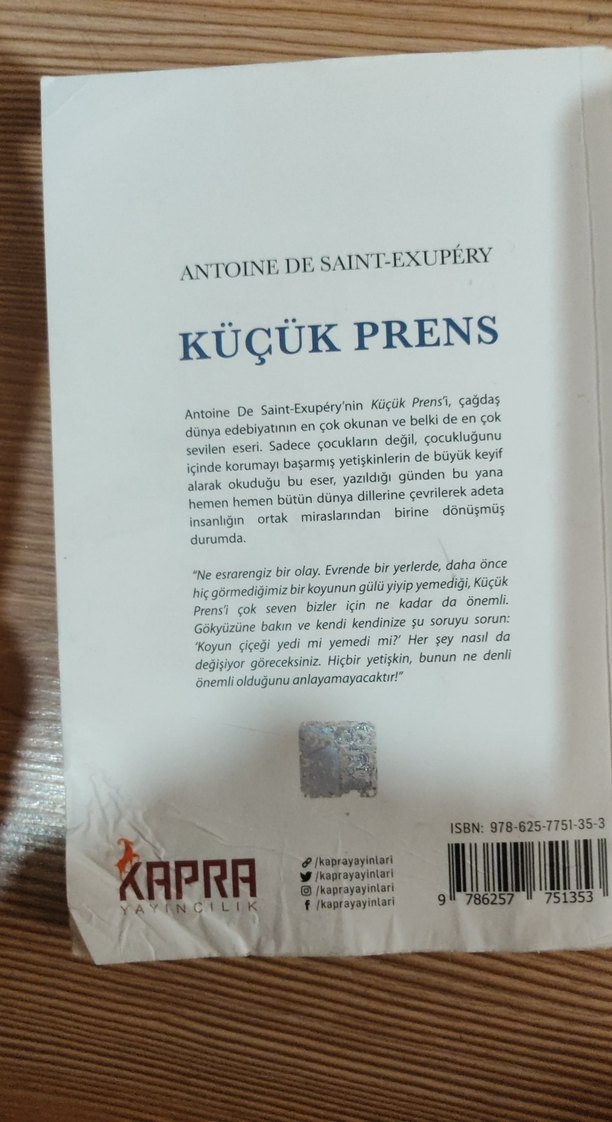 ANTOINE DE SAINT-EXUPÉRY
KÜÇÜK PRENS
Antoine De Saint-Exupéry’nin Küçük Prens’i, çağdaş
dünya edebiyatının en çok okunan ve belki de en çok
sevilen eseri. Sadece çocukların değil, çocukluğunu
içinde korumayı başarmış yetişkinlerin de büyük keyif
alarak okuduğu bu eser, yazıldığı günden bu yana
hemen hemen bütün dünya dillerine çevrilerek adeta
insanlığın ortak miraslarından birine dönüşmüş
durumda.
“Ne esrarengiz bir olay. Evrende bir yerlerde, daha önce
hiç görmediğimiz bir koyunun gülü yiyip yemediği, Küçük
Prens’i çok seven bizler için ne kadar da önemli.
Gökyüzüne bakın ve kendi kendinize şu soruyu sorun:
‘Koyun çiçeği yedi mi yemedi mi?’ Her şey nasıl da
değişiyor göreceksiniz. Hiçbir yetişkin, bunun ne denli
önemli olduğunu anlayamayacaktır!”
KAPRA
YAYINCILIK
/kaprayayinlari
/kaprayayinlari
/kaprayayinlari
/kaprayayinlari
ISBN: 978-625-7751-35-3
9 786257 751353